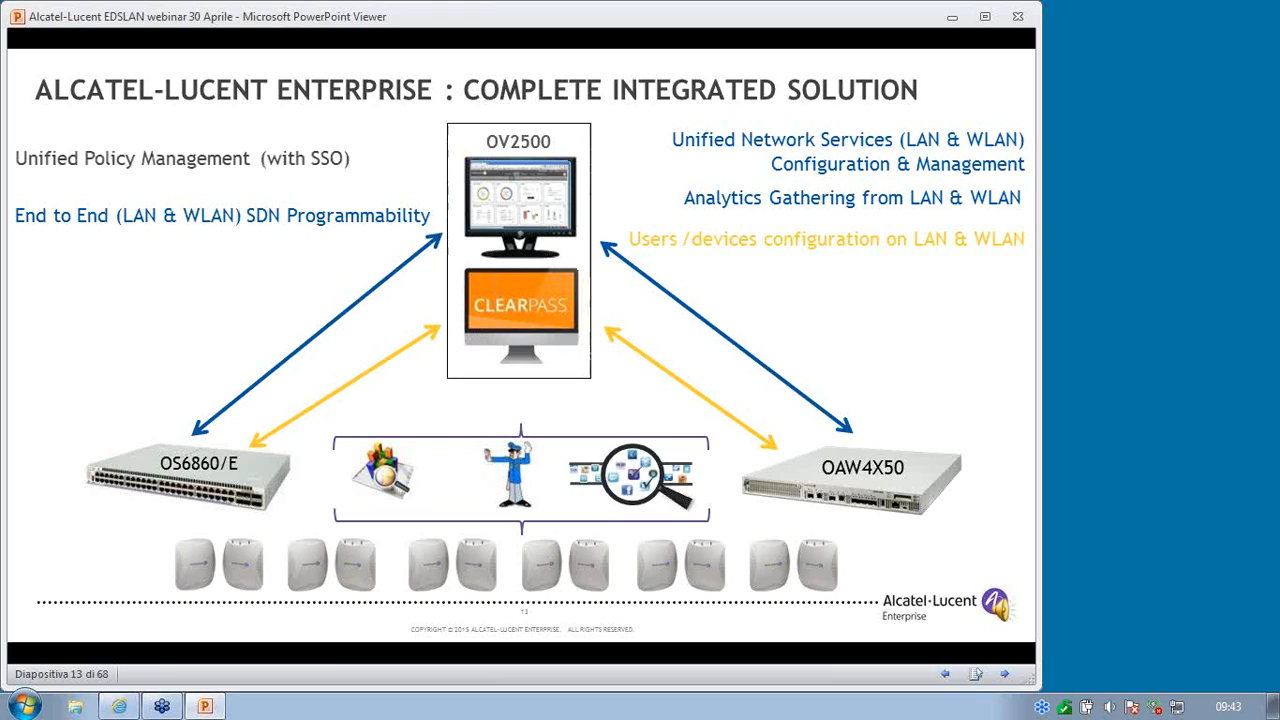 Alcatel-Lucent EDSLAN webinar 30 Aprile - Microsoft PowerPoint Viewer
ALCATEL-LUCENT ENTERPRISE : COMPLETE INTEGRATED SOLUTION
Unified Policy Management (with SSO)
End to End (LAN & WLAN) SDN Programmability
OV2500
CLEARPASS
Unified Network Services (LAN & WLAN)
Configuration & Management
Analytics Gathering from LAN & WLAN
Users /devices configuration on LAN & WLAN
OS6860/E
OAW4X50
Alcatel·Lucent
Enterprise
13
COPYRIGHT © 2015 ALCATEL-LUCENT ENTERPRISE. ALL RIGHTS RESERVED.
Diapositiva 13 di 68
09:43